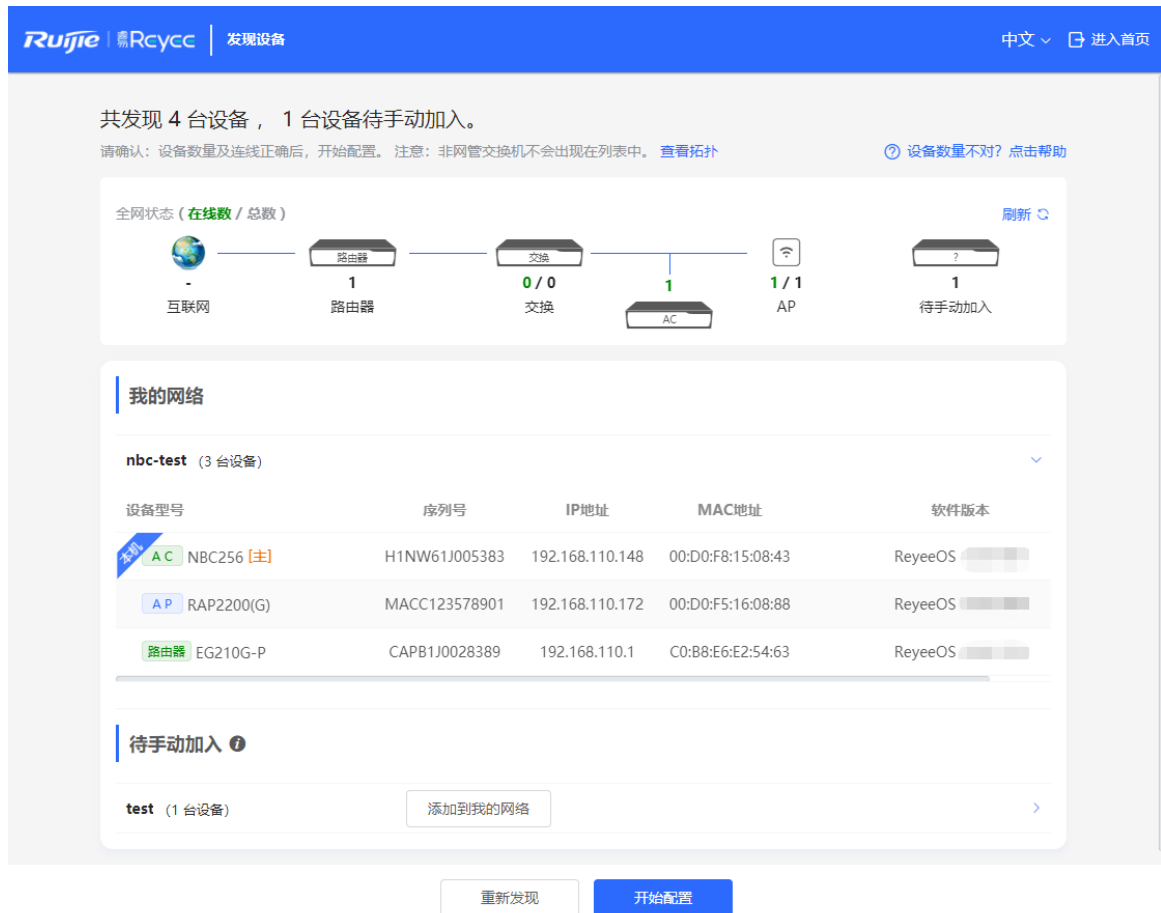 Ruijie | Rcycc 发现设备 中文 进入首页
共发现 4 台设备， 1 台设备待手动加入。
请确认：设备数量及连线正确后，开始配置。 注意：非网管交换机不会出现在列表中。 查看拓扑 设备数量不对？点击帮助
全网状态 ( 在线数 / 总数 ) 刷新
路由器 交换 ?
- 1 0 / 0 1 1 / 1 1
互联网 路由器 交换 AC AP 待手动加入
我的网络
nbc-test (3 台设备)
设备型号 序列号 IP地址 MAC地址 软件版本
本机 AC NBC256 [主] H1NW61J005383 192.168.110.148 00:D0:F8:15:08:43 ReyeeOS
AP RAP2200(G) MACC123578901 192.168.110.172 00:D0:F5:16:08:88 ReyeeOS
路由器 EG210G-P CAPB1J0028389 192.168.110.1 C0:B8:E6:E2:54:63 ReyeeOS
待手动加入
test (1 台设备) 添加到我的网络
重新发现 开始配置